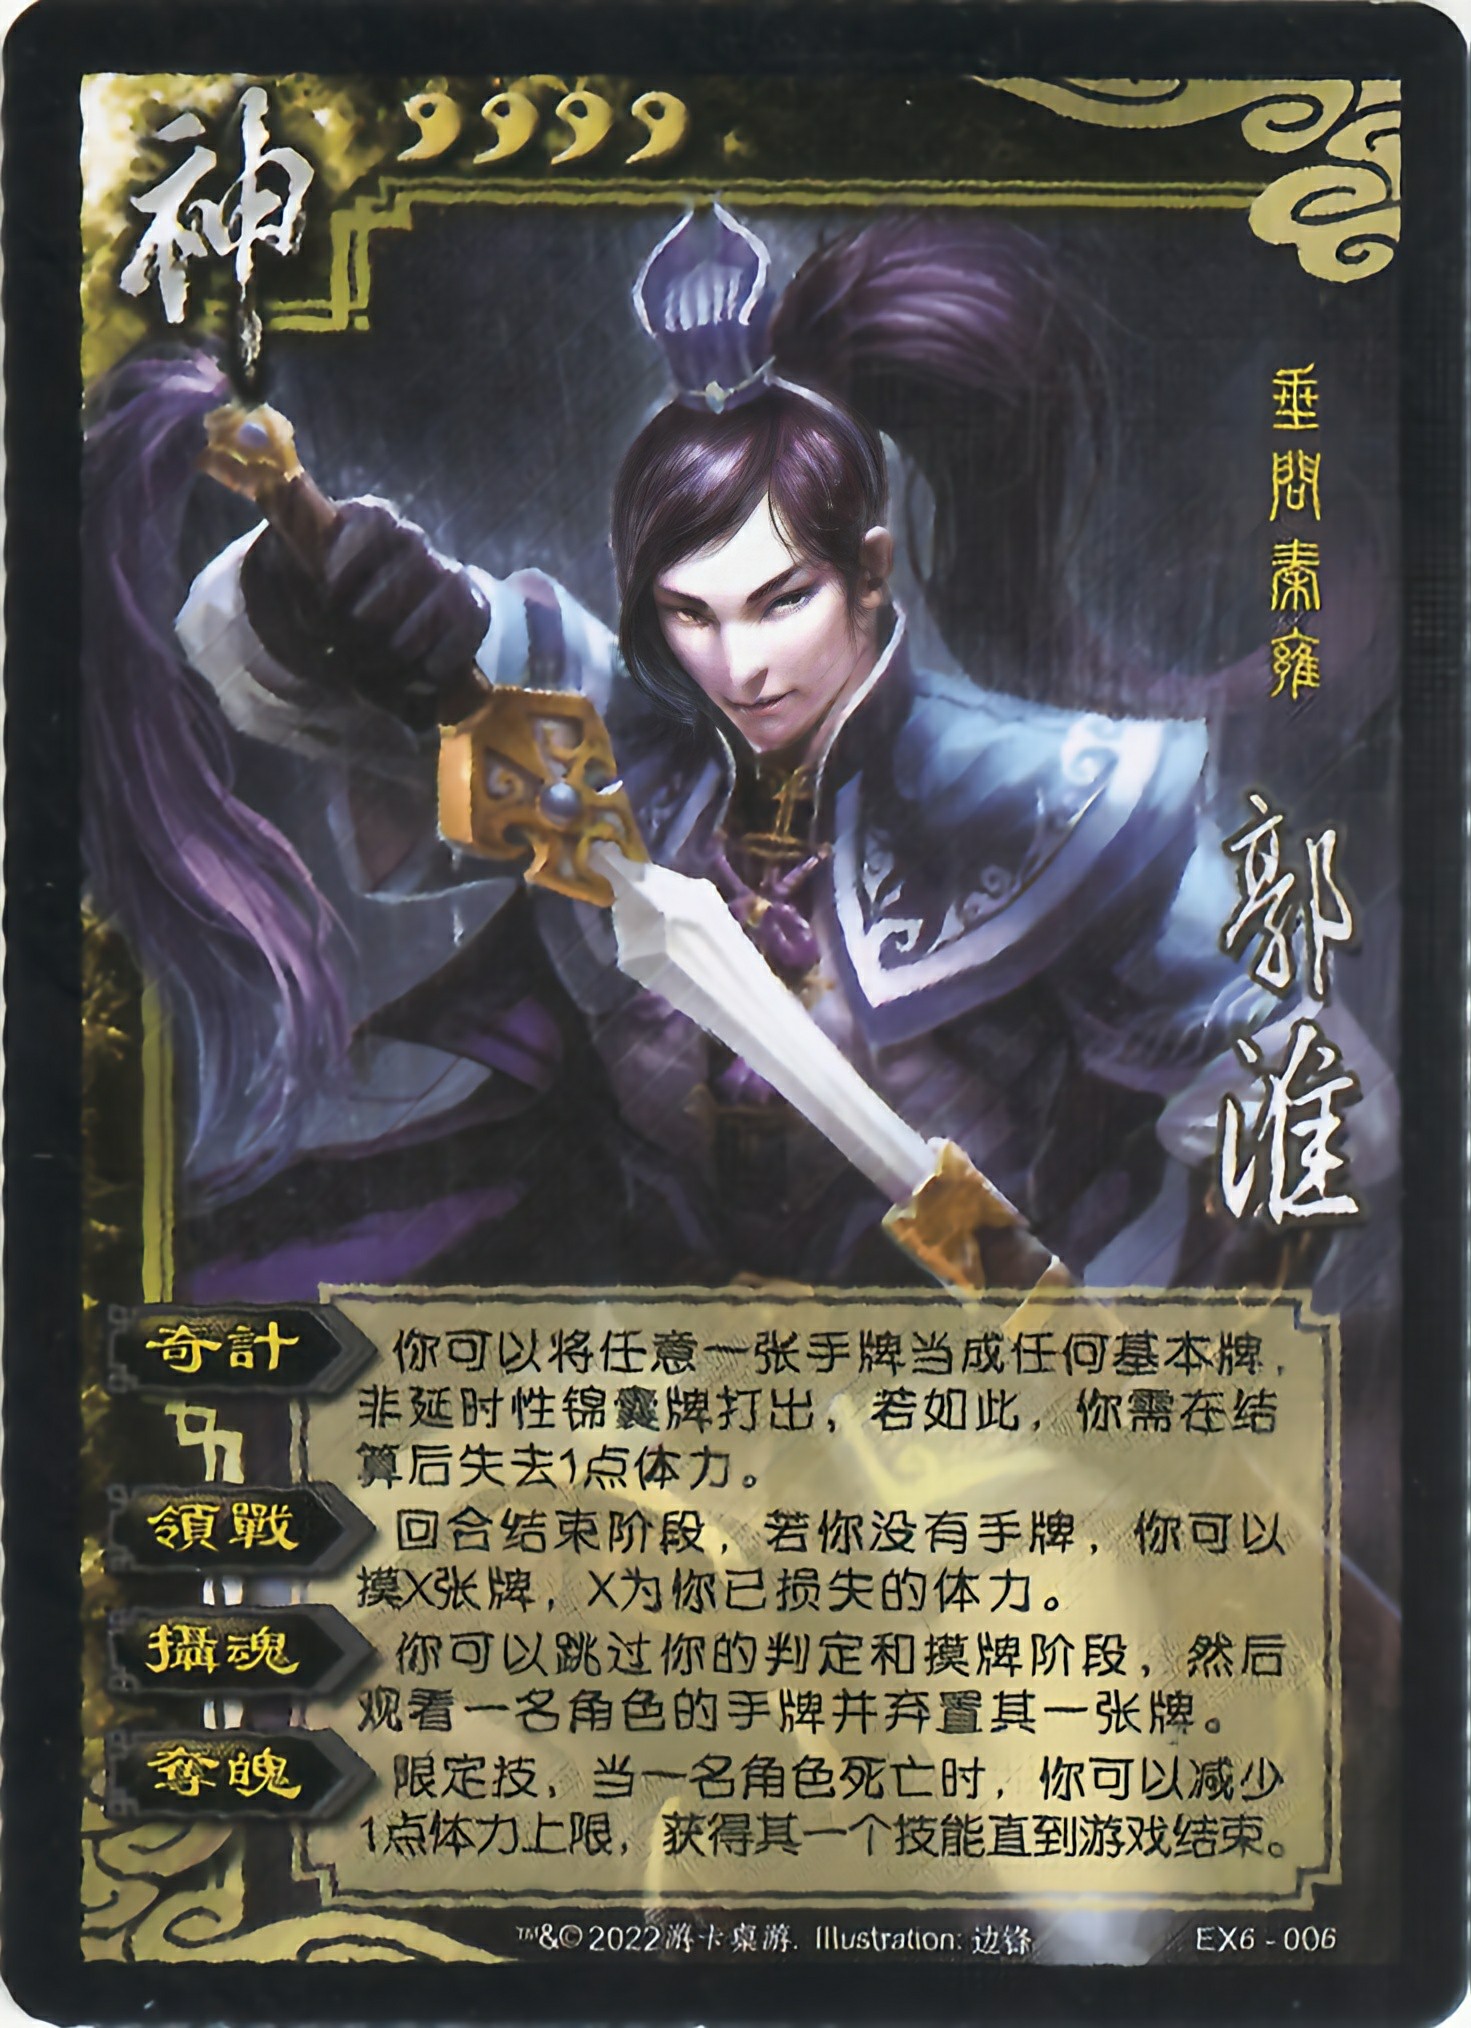 神
垂問秦雍
郭淮
奇計
你可以将任意一张手牌当成任何基本牌，
非延时性锦囊牌打出，若如此，你需在结
算后失去1点体力。
領戰
回合结束阶段，若你没有手牌，你可以
摸X张牌，X为你已损失的体力。
攝魂
你可以跳过你的判定和摸牌阶段，然后
观看一名角色的手牌并弃置其一张牌。
奪魄
限定技，当一名角色死亡时，你可以减少
1点体力上限，获得其一个技能直到游戏结束。
™&© 2022游卡桌游. Illustration: 边锋
EX6 - 006